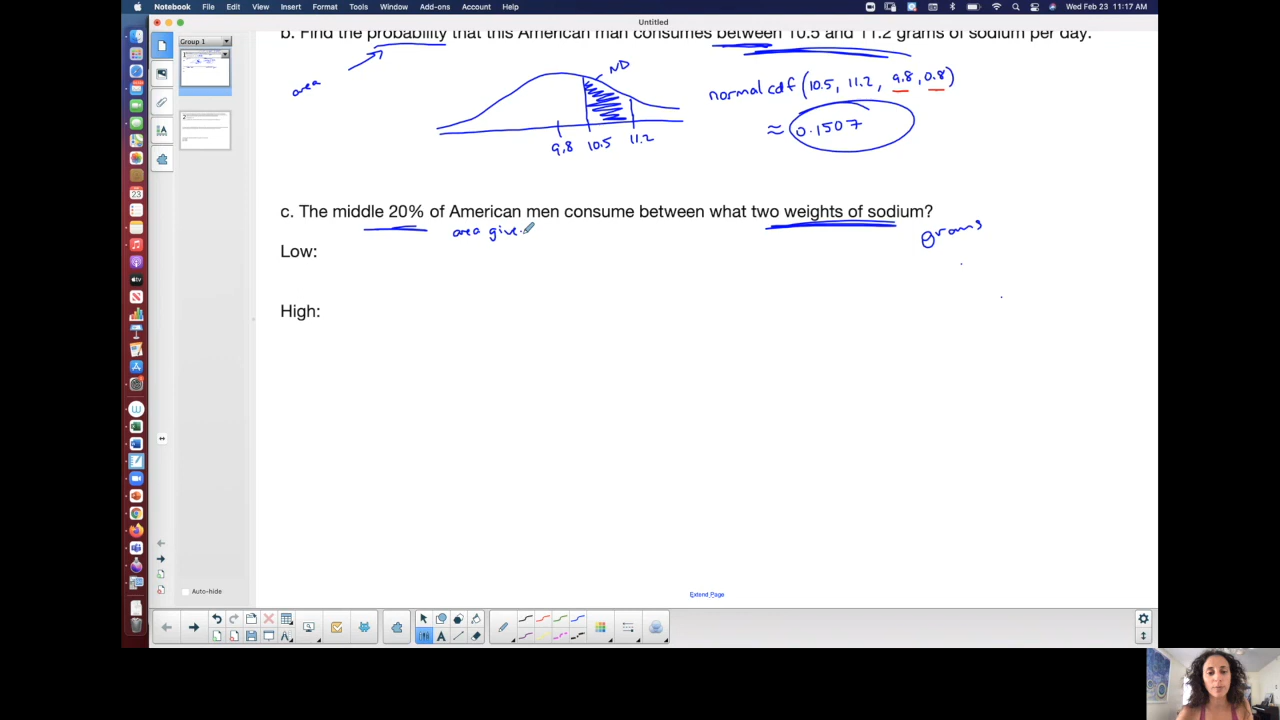 Notebook File Edit View Insert Format Tools Window Add-ons Account Help Wed Feb 23 11:17 AM
Untitled
Group 1
b. Find the probability that this American man consumes between 10.5 and 11.2 grams of sodium per day.
area
ND
normalcdf (10.5, 11.2, 9.8, 0.8)
≈ 0.1507
9.8 10.5 11.2
c. The middle 20% of American men consume between what two weights of sodium?
area give
grams
Low:
High:
Auto-hide
Extend Page